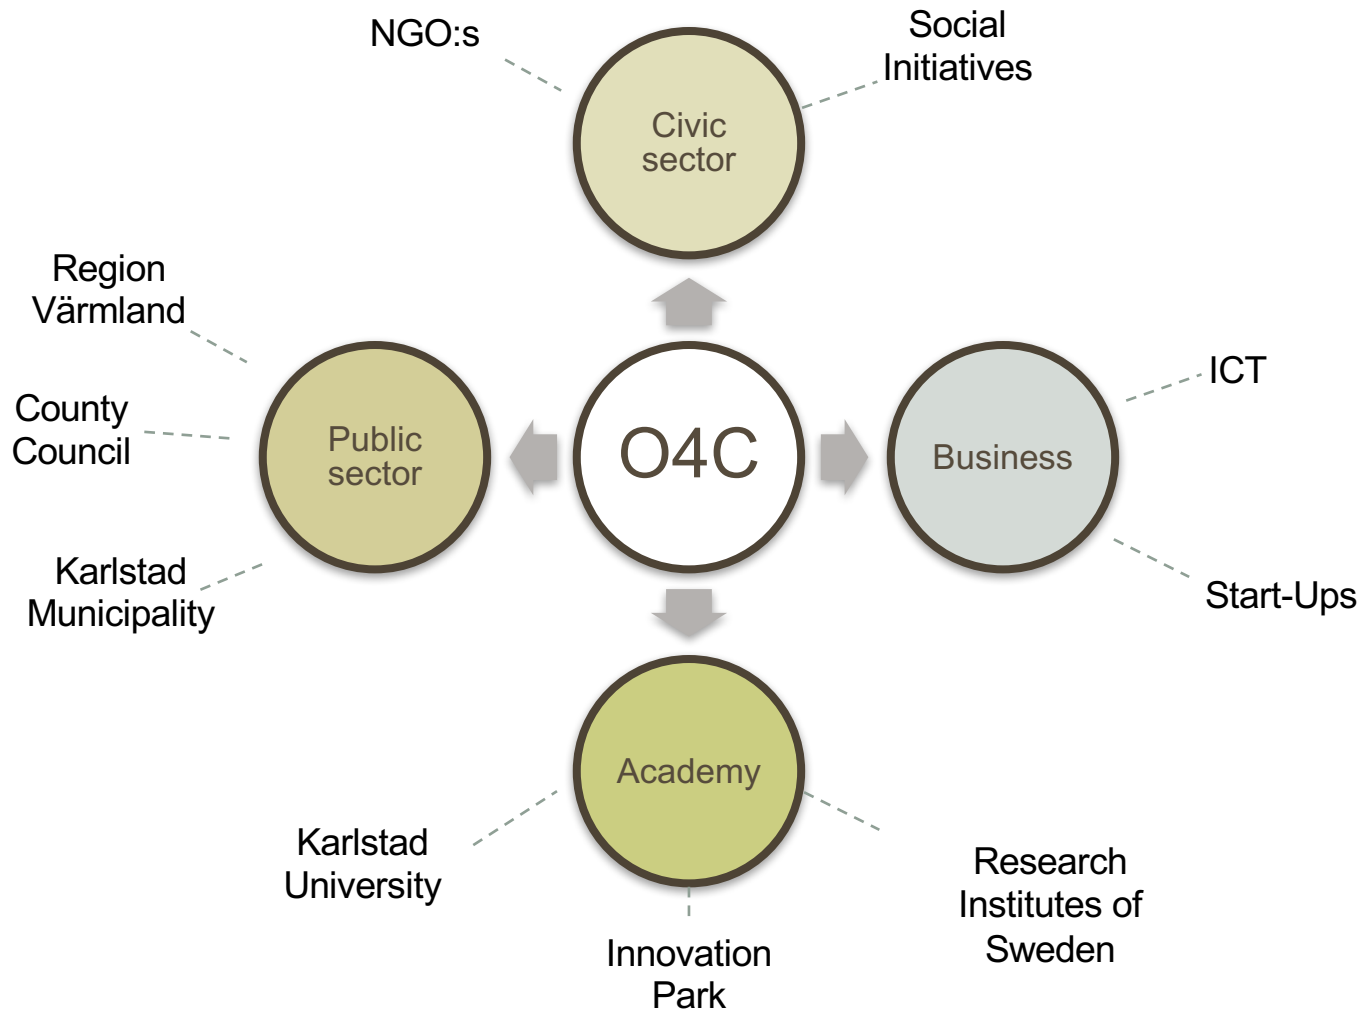 NGO:s
Social
Initiatives
Civic
sector
Region
Värmland
County
Council
Karlstad
Municipality
Public
sector
O4C
Business
ICT
Start-Ups
Academy
Karlstad
University
Innovation
Park
Research
Institutes of
Sweden